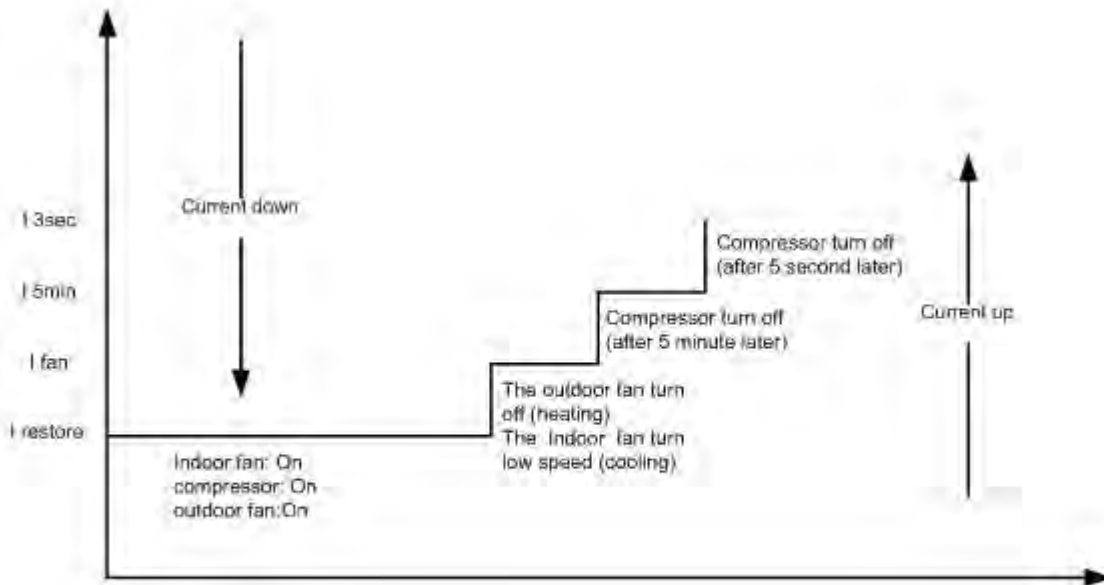 I 3sec
I 5min
I fan
I restore
Current down
Compressor turn off
(after 5 second later)
Compressor turn off
(after 5 minute later)
Current up
The outdoor fan turn
off (heating)
The Indoor fan turn
low speed (cooling)
Indoor fan: On
compressor: On
outdoor fan:On